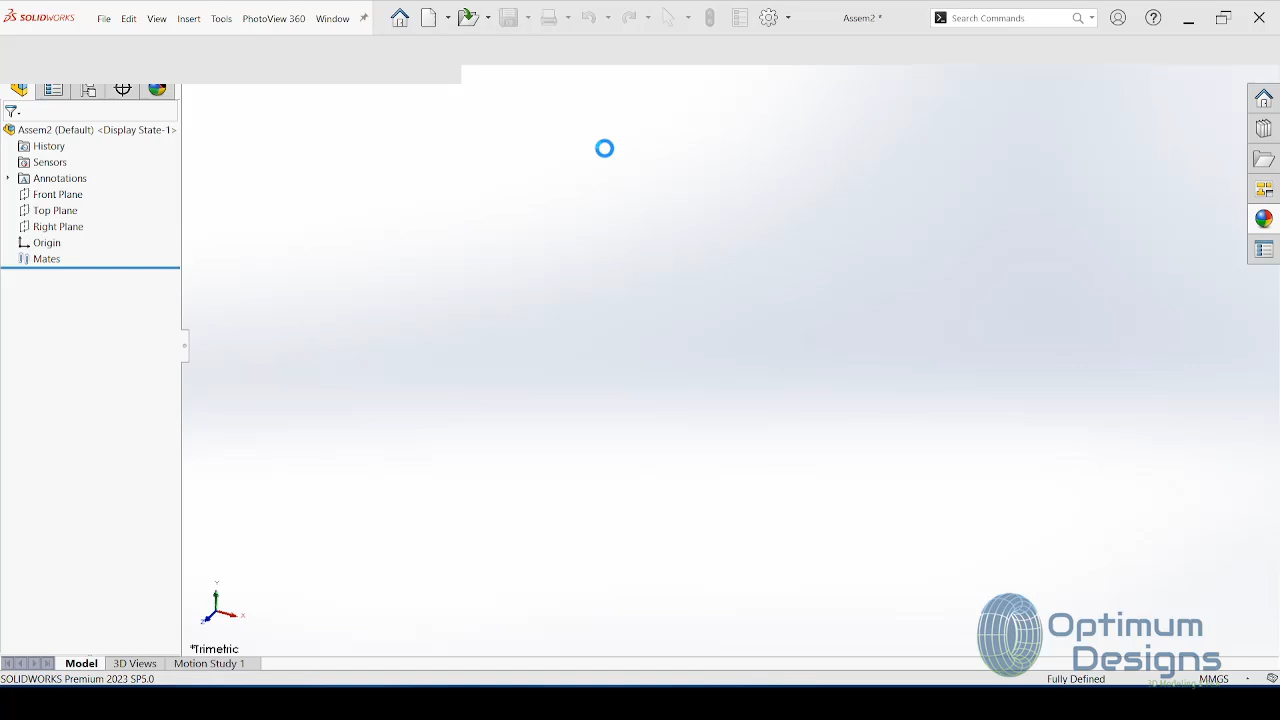 SOLIDWORKS File Edit View Insert Tools PhotoView 360 Window Assem2 * Search Commands
Assem2 (Default) <Display State-1>
History
Sensors
Annotations
Front Plane
Top Plane
Right Plane
Origin
Mates
Y
X
Z
*Trimetric
Optimum
Designs
Model 3D Views Motion Study 1
SOLIDWORKS Premium 2023 SP5.0 Fully Defined MMGS